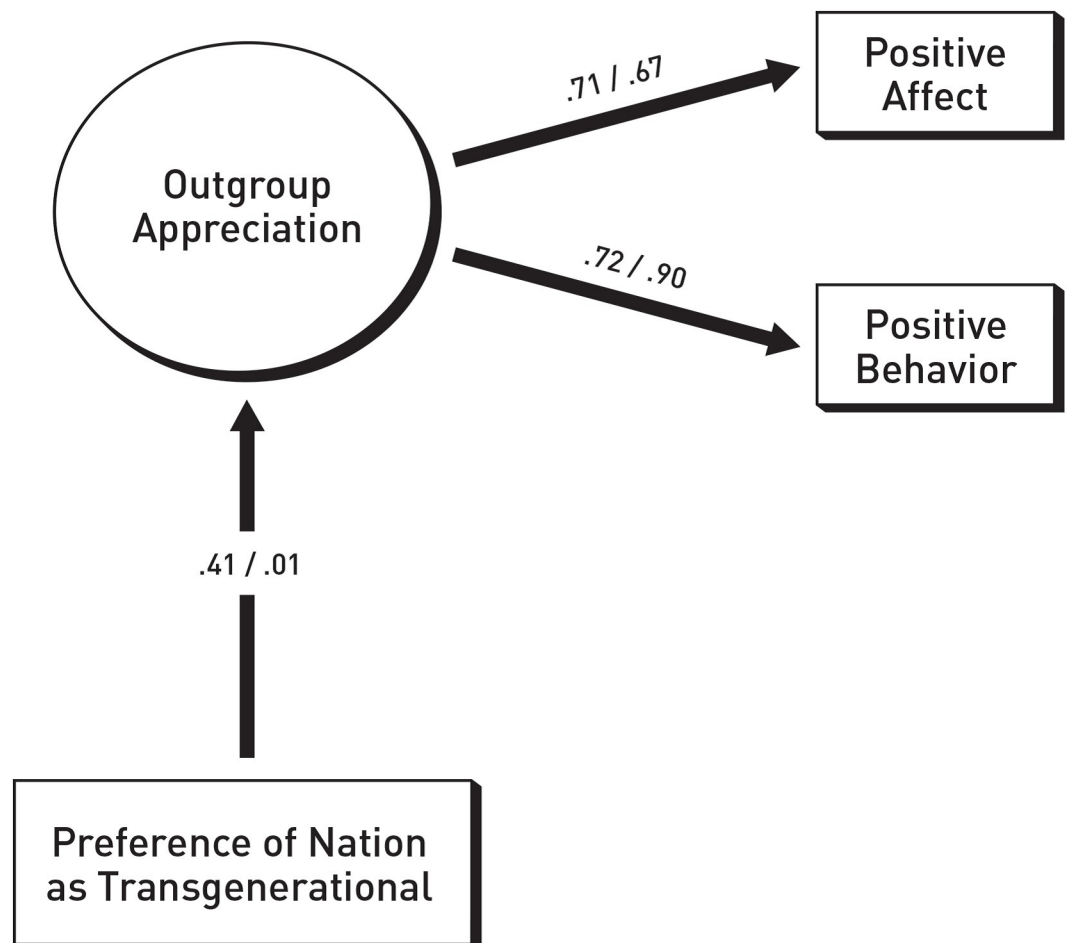 Positive
Affect
.71 / .67
Outgroup
Appreciation
.72 / .90
Positive
Behavior
.41 / .01
Preference of Nation
as Transgenerational